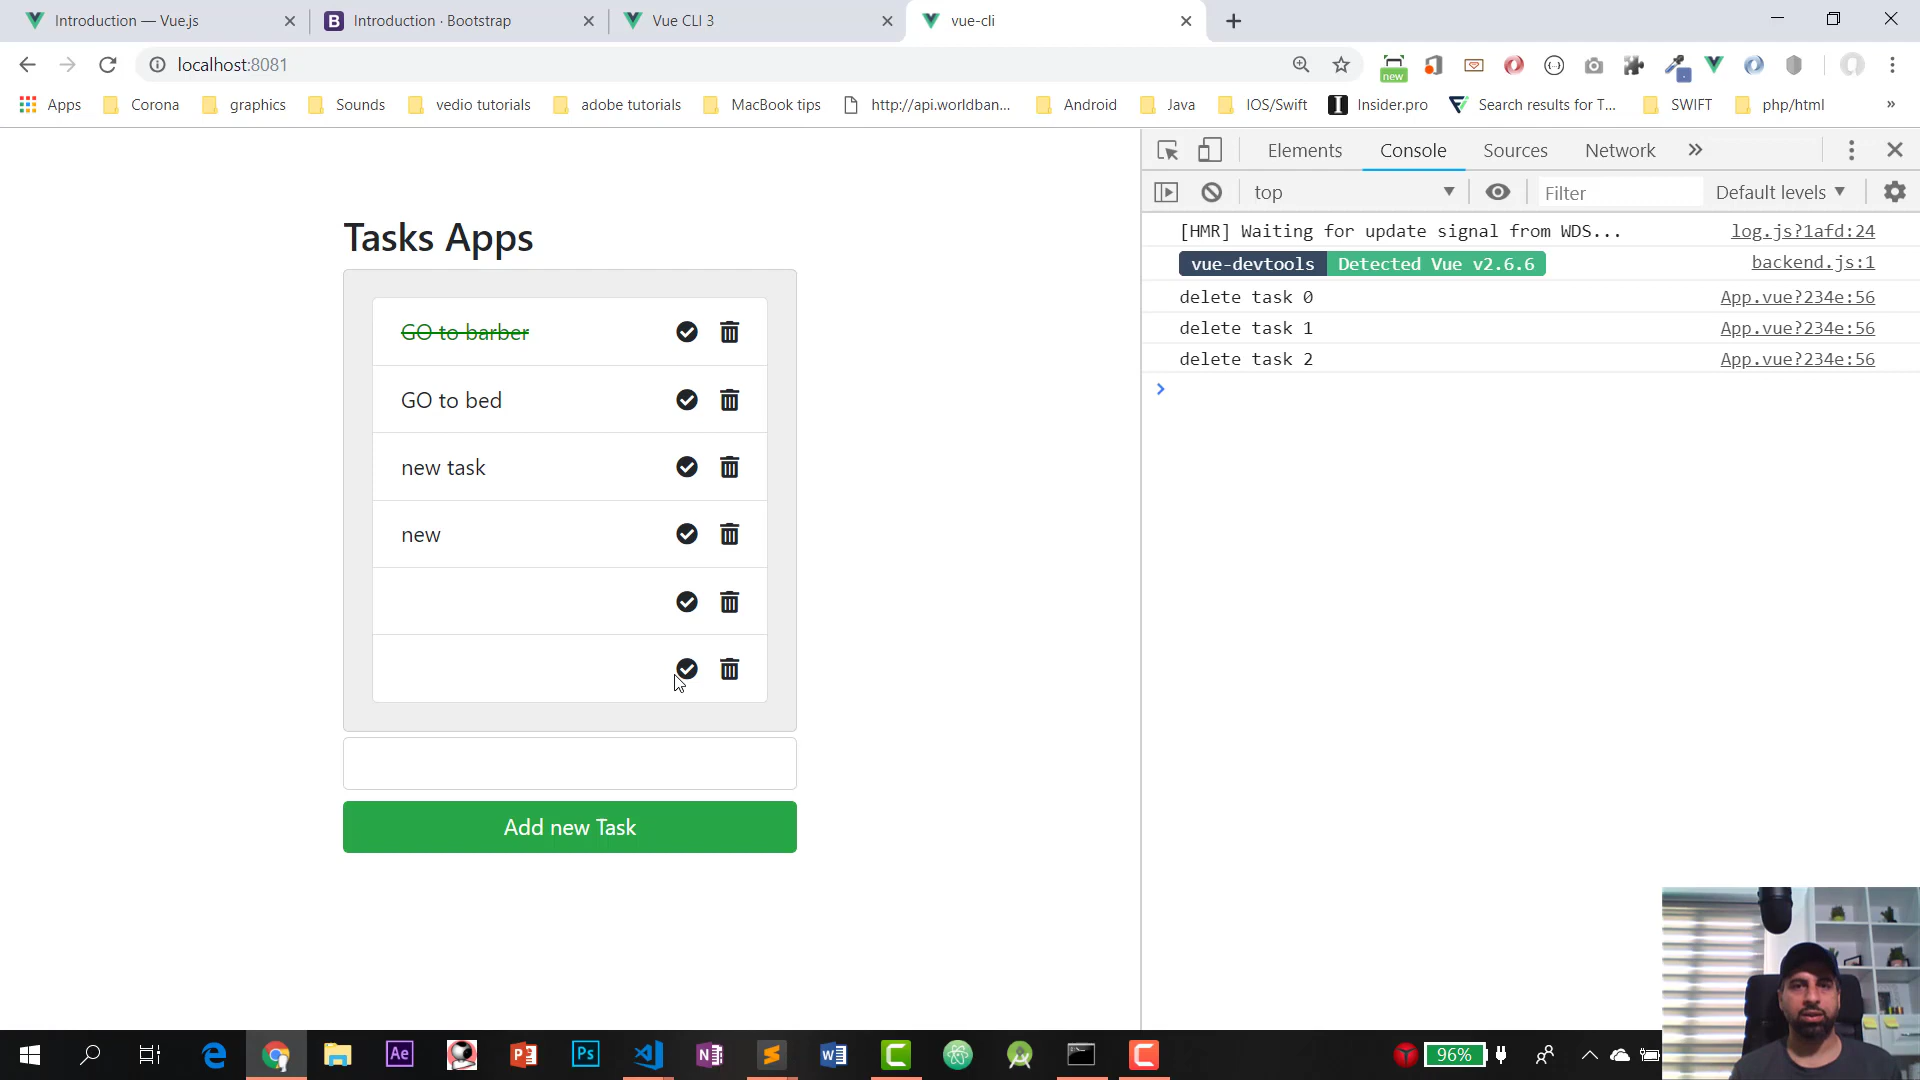 Introduction — Vue.js
Introduction · Bootstrap
Vue CLI 3
vue-cli
localhost:8081
new
Apps
Corona
graphics
Sounds
vedio tutorials
adobe tutorials
MacBook tips
http://api.worldban...
Android
Java
IOS/Swift
Insider.pro
Search results for T...
SWIFT
php/html
»
Elements
Console
Sources
Network
»
top
Filter
Default levels
[HMR] Waiting for update signal from WDS...
log.js?1afd:24
vue-devtools Detected Vue v2.6.6
backend.js:1
delete task 0
App.vue?234e:56
delete task 1
App.vue?234e:56
delete task 2
App.vue?234e:56
Tasks Apps
GO to barber
GO to bed
new task
new
Add new Task
96%